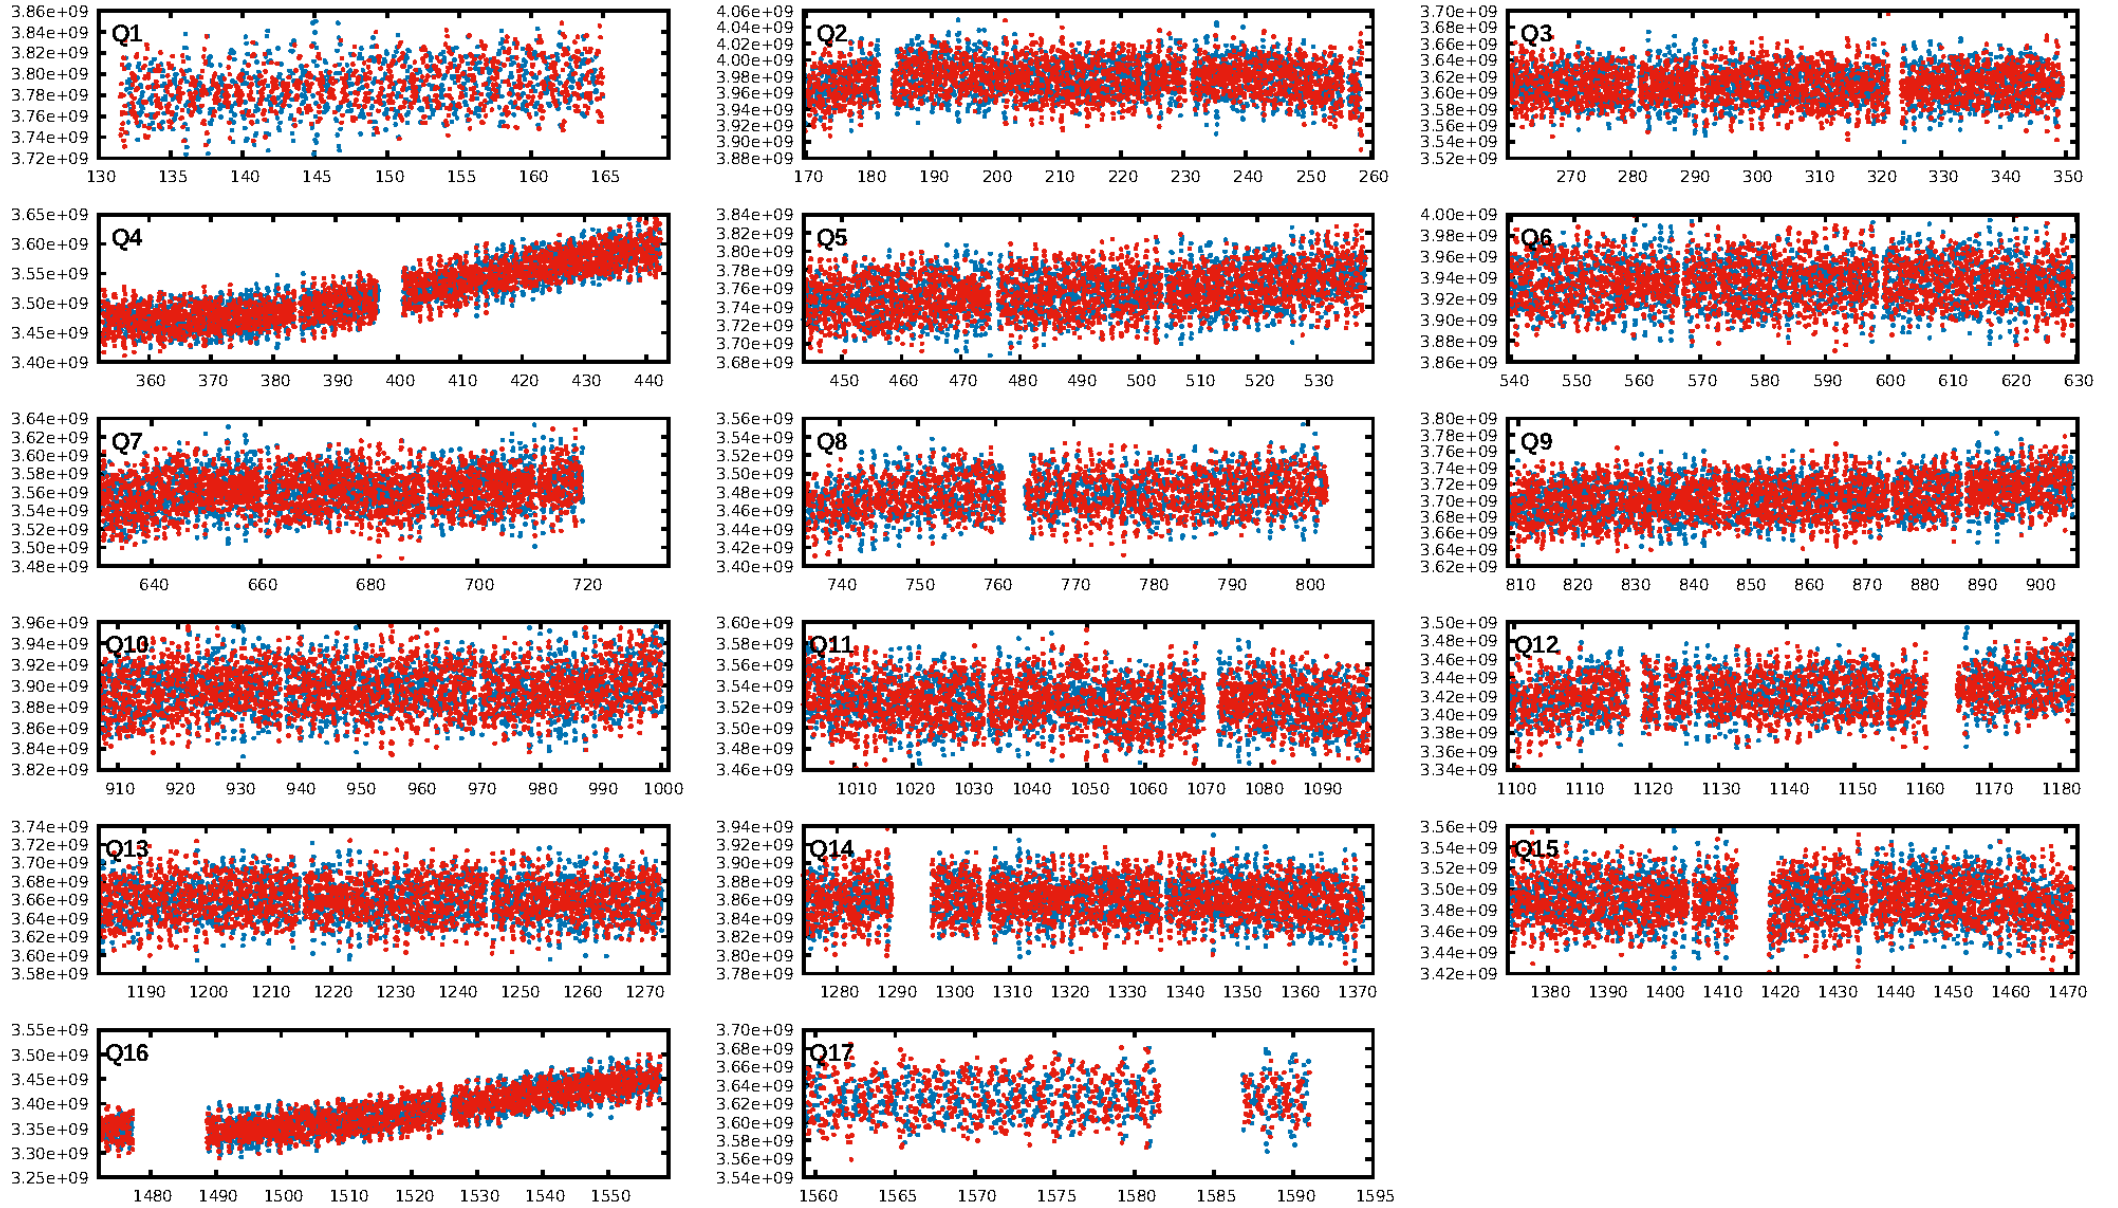 Q1
3.86e+09
3.84e+09
3.82e+09
3.80e+09
3.78e+09
3.76e+09
3.74e+09
3.72e+09
130 135 140 145 150 155 160 165
Q2
4.06e+09
4.04e+09
4.02e+09
4.00e+09
3.98e+09
3.96e+09
3.94e+09
3.92e+09
3.90e+09
3.88e+09
170 180 190 200 210 220 230 240 250 260
Q3
3.70e+09
3.68e+09
3.66e+09
3.64e+09
3.62e+09
3.60e+09
3.58e+09
3.56e+09
3.54e+09
3.52e+09
270 280 290 300 310 320 330 340 350
Q4
3.65e+09
3.60e+09
3.55e+09
3.50e+09
3.45e+09
3.40e+09
360 370 380 390 400 410 420 430 440
Q5
3.84e+09
3.82e+09
3.80e+09
3.78e+09
3.76e+09
3.74e+09
3.72e+09
3.70e+09
3.68e+09
450 460 470 480 490 500 510 520 530
Q6
4.00e+09
3.98e+09
3.96e+09
3.94e+09
3.92e+09
3.90e+09
3.88e+09
3.86e+09
540 550 560 570 580 590 600 610 620 630
Q7
3.64e+09
3.62e+09
3.60e+09
3.58e+09
3.56e+09
3.54e+09
3.52e+09
3.50e+09
3.48e+09
640 660 680 700 720
Q8
3.56e+09
3.54e+09
3.52e+09
3.50e+09
3.48e+09
3.46e+09
3.44e+09
3.42e+09
3.40e+09
740 750 760 770 780 790 800
Q9
3.80e+09
3.78e+09
3.76e+09
3.74e+09
3.72e+09
3.70e+09
3.68e+09
3.66e+09
3.64e+09
3.62e+09
810 820 830 840 850 860 870 880 890 900
Q10
3.96e+09
3.94e+09
3.92e+09
3.90e+09
3.88e+09
3.86e+09
3.84e+09
3.82e+09
910 920 930 940 950 960 970 980 990 1000
Q11
3.60e+09
3.58e+09
3.56e+09
3.54e+09
3.52e+09
3.50e+09
3.48e+09
3.46e+09
1010 1020 1030 1040 1050 1060 1070 1080 1090
Q12
3.50e+09
3.48e+09
3.46e+09
3.44e+09
3.42e+09
3.40e+09
3.38e+09
3.36e+09
3.34e+09
1100 1110 1120 1130 1140 1150 1160 1170 1180
Q13
3.74e+09
3.72e+09
3.70e+09
3.68e+09
3.66e+09
3.64e+09
3.62e+09
3.60e+09
3.58e+09
1190 1200 1210 1220 1230 1240 1250 1260 1270
Q14
3.94e+09
3.92e+09
3.90e+09
3.88e+09
3.86e+09
3.84e+09
3.82e+09
3.80e+09
3.78e+09
1280 1290 1300 1310 1320 1330 1340 1350 1360 1370
Q15
3.56e+09
3.54e+09
3.52e+09
3.50e+09
3.48e+09
3.46e+09
3.44e+09
3.42e+09
1380 1390 1400 1410 1420 1430 1440 1450 1460 1470
Q16
3.55e+09
3.50e+09
3.45e+09
3.40e+09
3.35e+09
3.30e+09
3.25e+09
1480 1490 1500 1510 1520 1530 1540 1550
Q17
3.70e+09
3.68e+09
3.66e+09
3.64e+09
3.62e+09
3.60e+09
3.58e+09
3.56e+09
3.54e+09
1560 1565 1570 1575 1580 1585 1590 1595